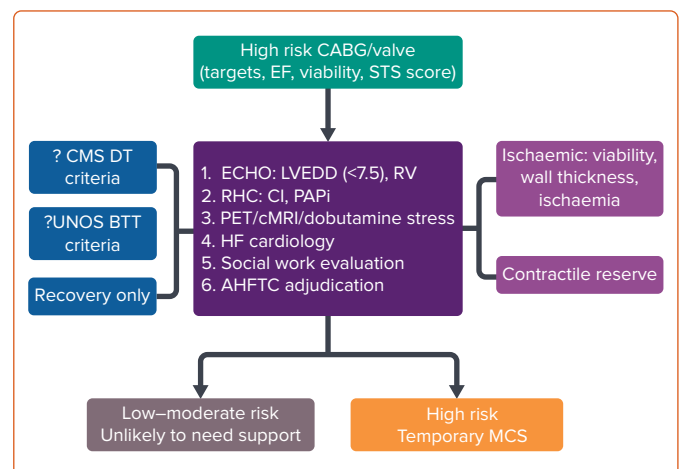 High risk CABG/valve
(targets, EF, viability, STS score)
? CMS DT
criteria
?UNOS BTT
criteria
Recovery only
1. ECHO: LVEDD (<7.5), RV
2. RHC: CI, PAPi
3. PET/cMRI/dobutamine stress
4. HF cardiology
5. Social work evaluation
6. AHFTC adjudication
Ischaemic: viability,
wall thickness,
ischaemia
Contractile reserve
Low–moderate risk
Unlikely to need support
High risk
Temporary MCS